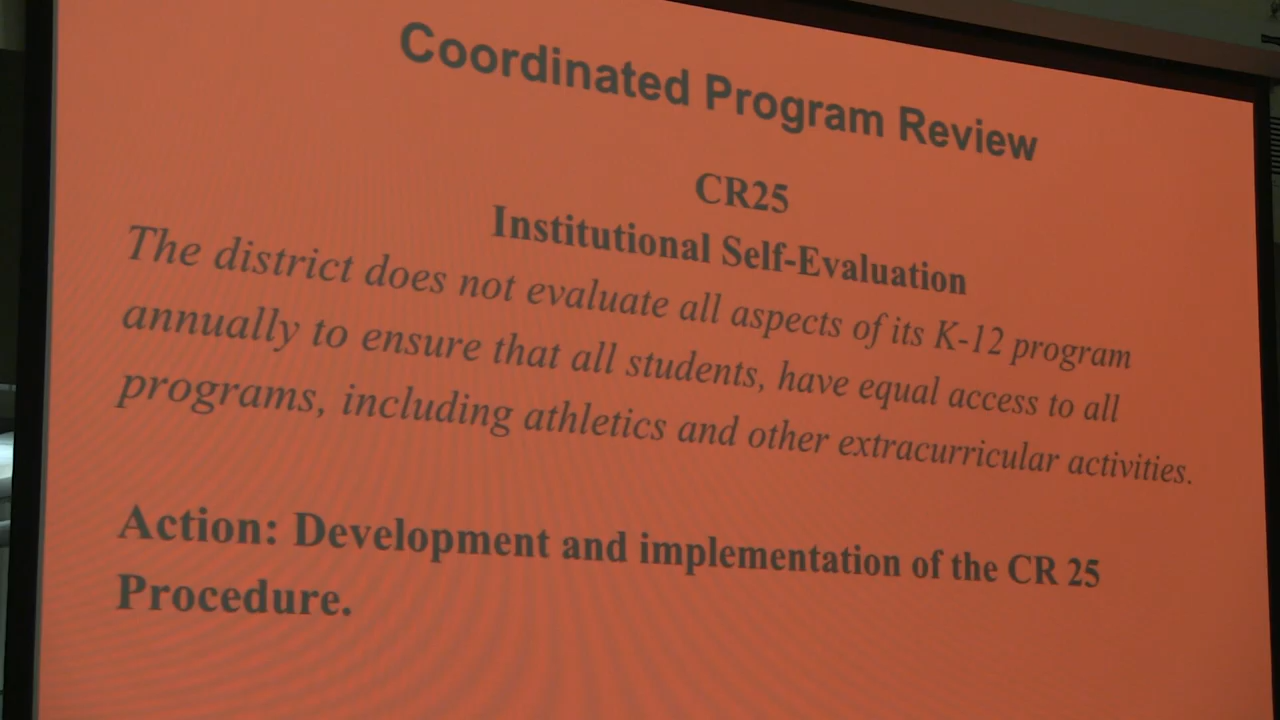 Coordinated Program Review
CR25
Institutional Self-Evaluation
The district does not evaluate all aspects of its K-12 program
annually to ensure that all students, have equal access to all
programs, including athletics and other extracurricular activities.
Action: Development and implementation of the CR 25
Procedure.